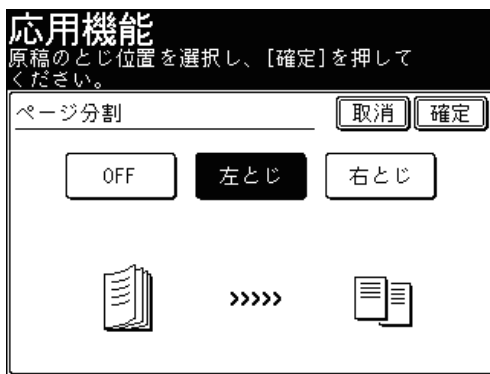 応用機能
原稿のとじ位置を選択し、[確定]を押して
ください。
ページ分割
取消 確定
OFF 左とじ 右とじ
>>>>>